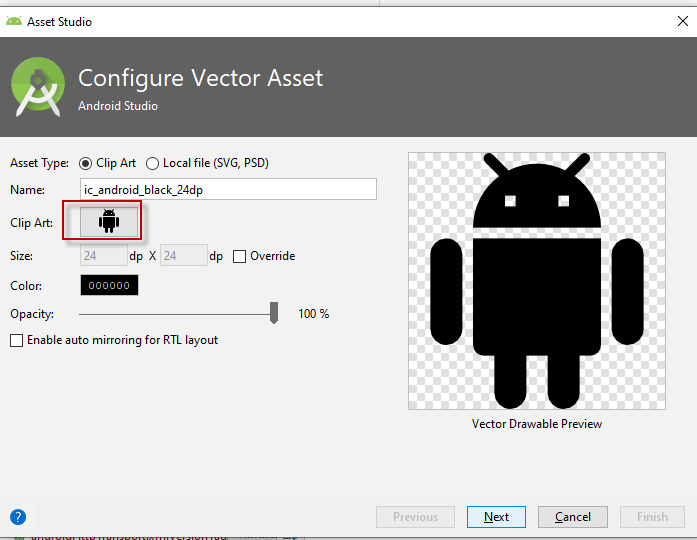 Asset Studio
Configure Vector Asset
Android Studio
Asset Type: Clip Art Local file (SVG, PSD)
Name: ic_android_black_24dp
Clip Art:
Size: 24 dp X 24 dp Override
Color: 000000
Opacity: 100 %
Enable auto mirroring for RTL layout
Vector Drawable Preview
? Previous Next Cancel Finish